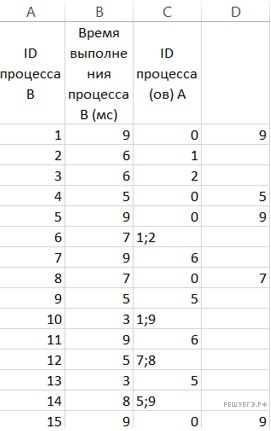 A B C D
ID процесса B Время выполне ния процесса B (мс) ID процесса (ов) A
1 9 0 9
2 6 1
3 6 2
4 5 0 5
5 9 0 9
6 7 1;2
7 9 6
8 7 0 7
9 5 5
10 3 1;9
11 9 6
12 5 7;8
13 3 5
14 8 5;9
РЕШУЕГЭ.РФ
15 9 0 9